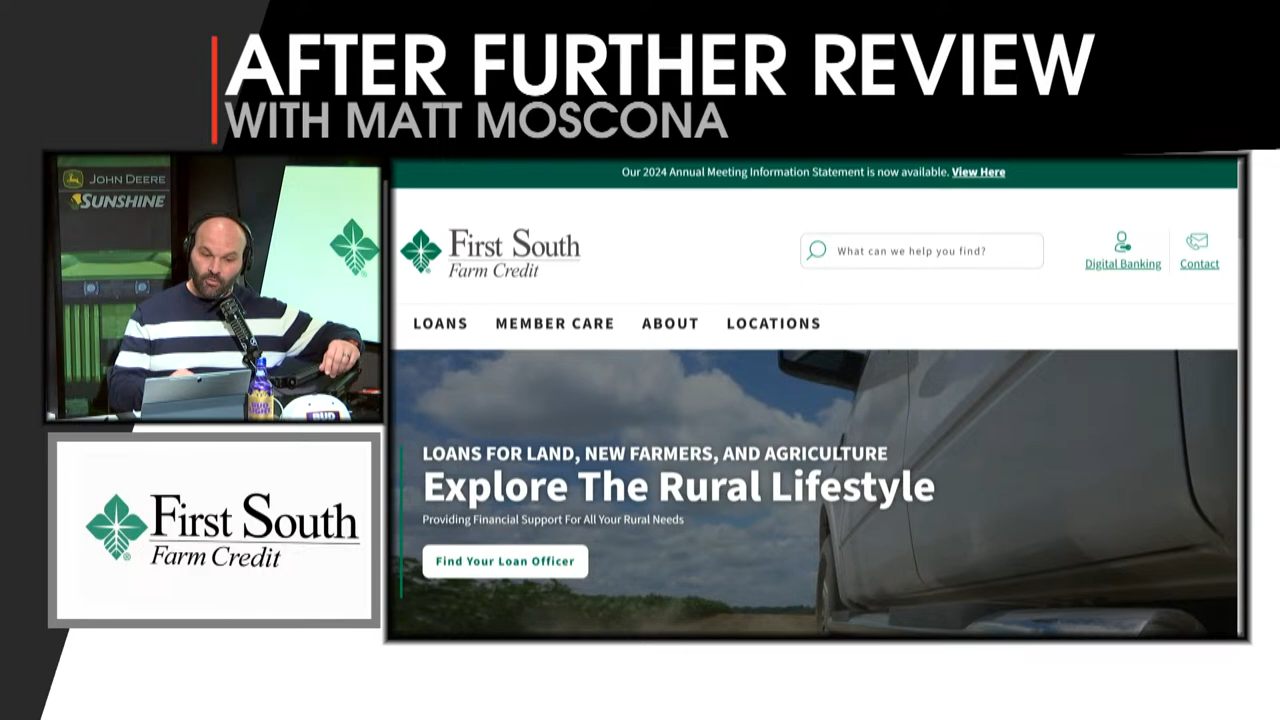 AFTER FURTHER REVIEW
WITH MATT MOSCONA
JOHN DEERE
SUNSHINE
BUD LIGHT
BUD
First South
Farm Credit
®
Our 2024 Annual Meeting Information Statement is now available. View Here
First South
Farm Credit
What can we help you find?
Digital Banking
Contact
LOANS MEMBER CARE ABOUT LOCATIONS
LOANS FOR LAND, NEW FARMERS, AND AGRICULTURE
Explore The Rural Lifestyle
Providing Financial Support For All Your Rural Needs
Find Your Loan Officer